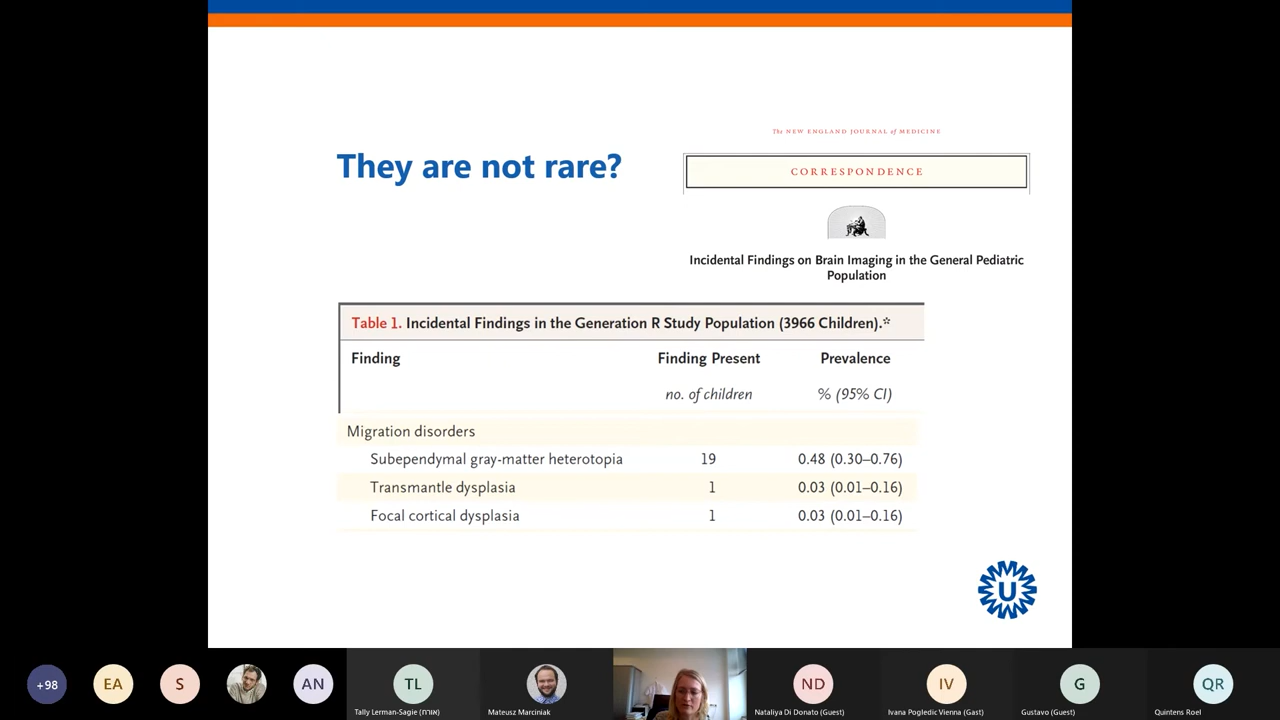 The NEW ENGLAND JOURNAL of MEDICINE
They are not rare?
CORRESPONDENCE
Incidental Findings on Brain Imaging in the General Pediatric
Population
Table 1. Incidental Findings in the Generation R Study Population (3966 Children).*
Finding Finding Present Prevalence
no. of children % (95% CI)
Migration disorders
Subependymal gray-matter heterotopia 19 0.48 (0.30–0.76)
Transmantle dysplasia 1 0.03 (0.01–0.16)
Focal cortical dysplasia 1 0.03 (0.01–0.16)
U
+98 EA S AN TL ND IV G QR
Tally Lerman-Sagie (אורח) Mateusz Marciniak Nataliya Di Donato (Guest) Ivana Pogledic Vienna (Gast) Gustavo (Guest) Quintens Roel